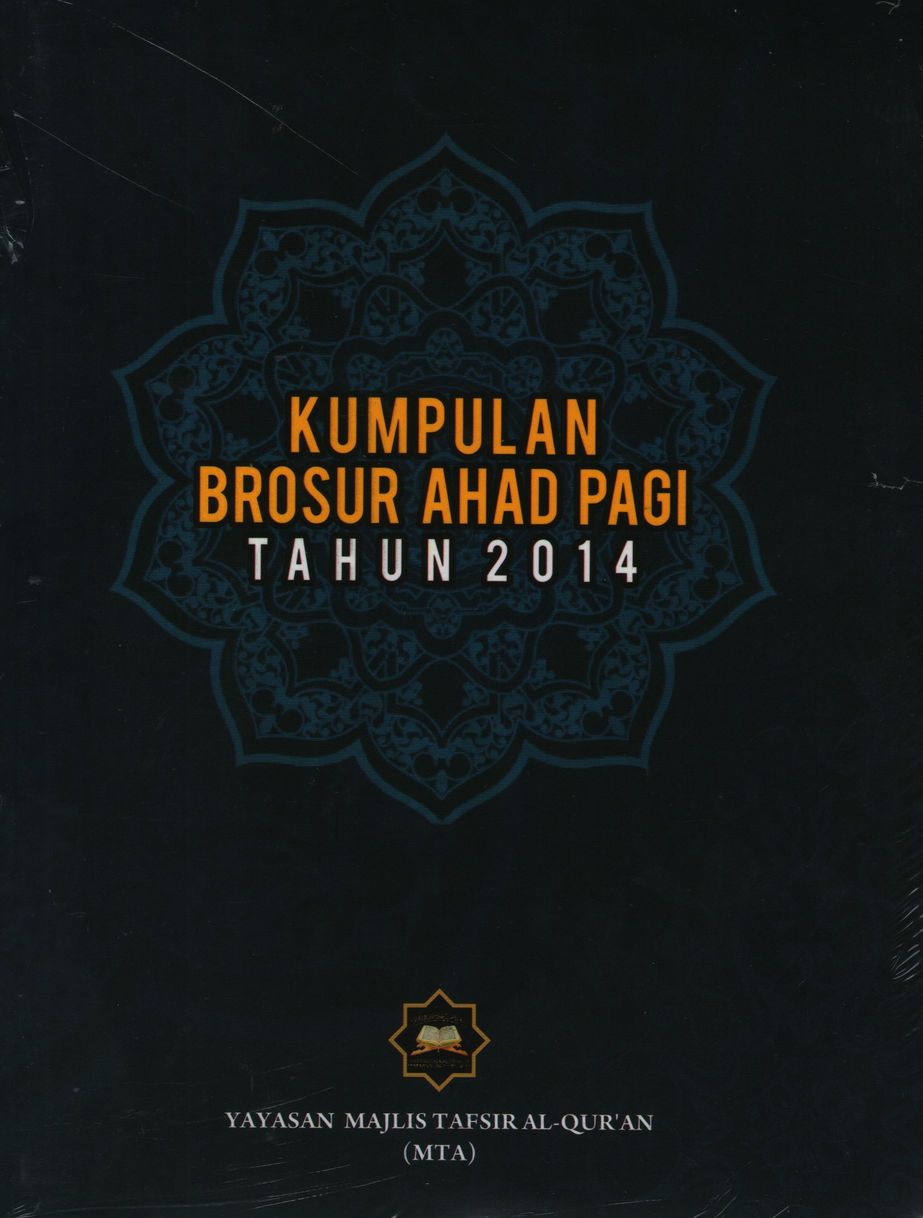 KUMPULAN
BROSUR AHAD PAGI
TAHUN 2014
YAYASAN MAJLIS TAFSIR AL-QUR'AN
(MTA)